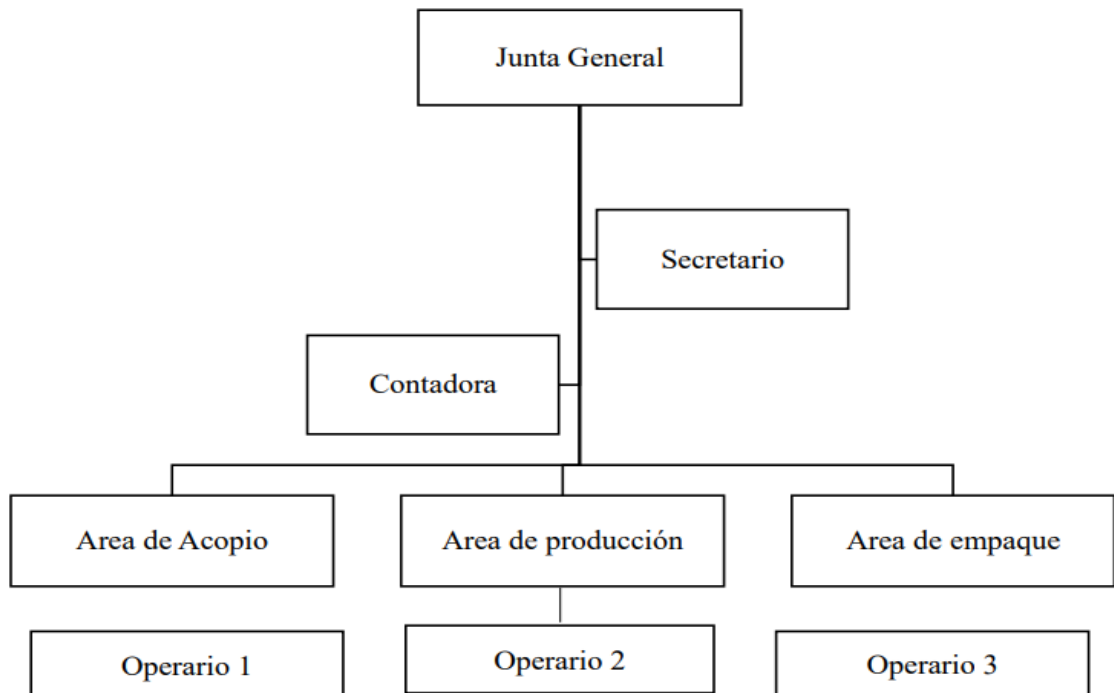 Junta General
Secretario
Contadora
Area de Acopio
Area de producción
Area de empaque
Operario 1
Operario 2
Operario 3